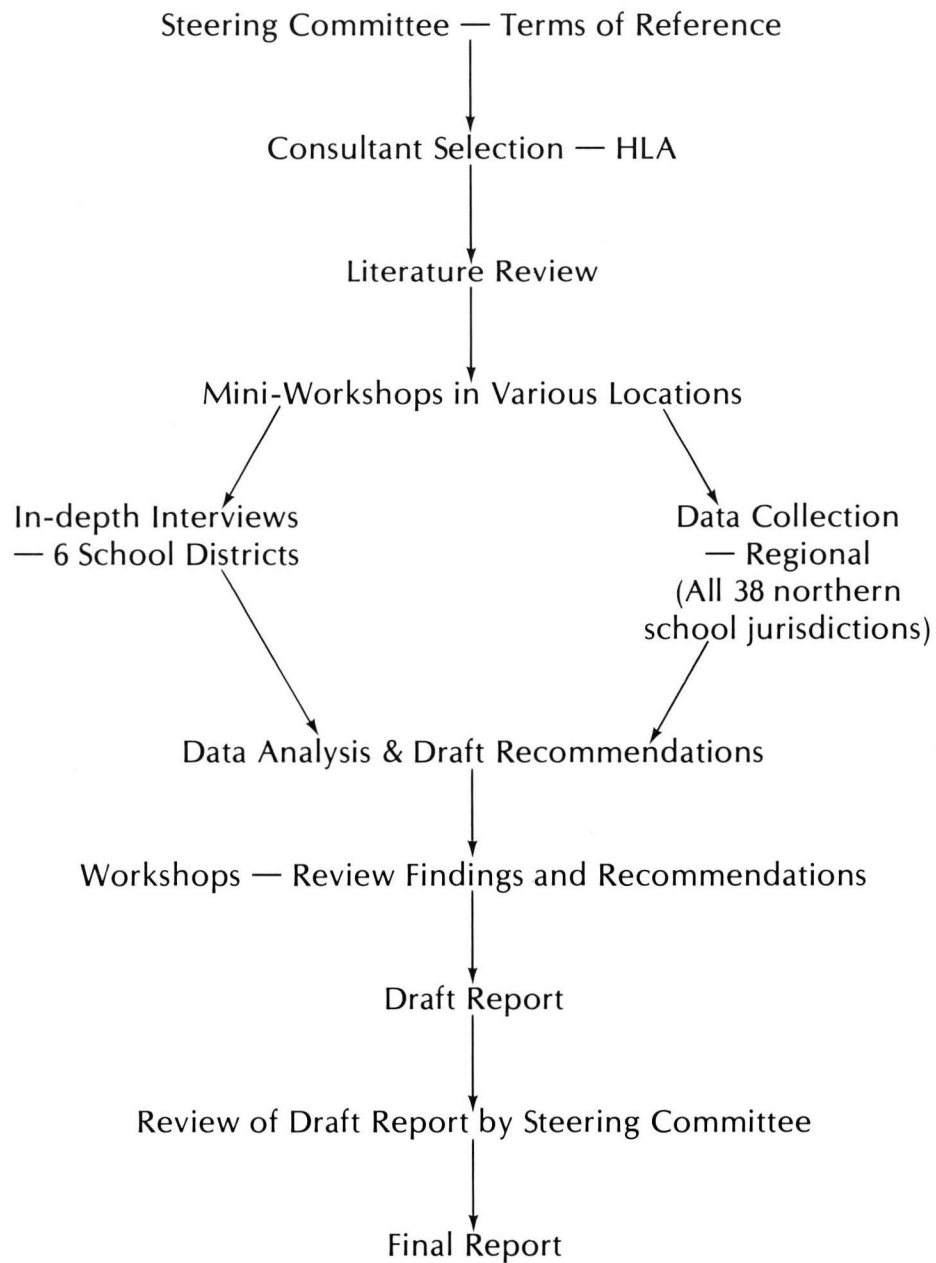 Steering Committee — Terms of Reference
Consultant Selection — HLA
Literature Review
Mini-Workshops in Various Locations
In-depth Interviews
— 6 School Districts
Data Collection
— Regional
(All 38 northern
school jurisdictions)
Data Analysis & Draft Recommendations
Workshops — Review Findings and Recommendations
Draft Report
Review of Draft Report by Steering Committee
Final Report